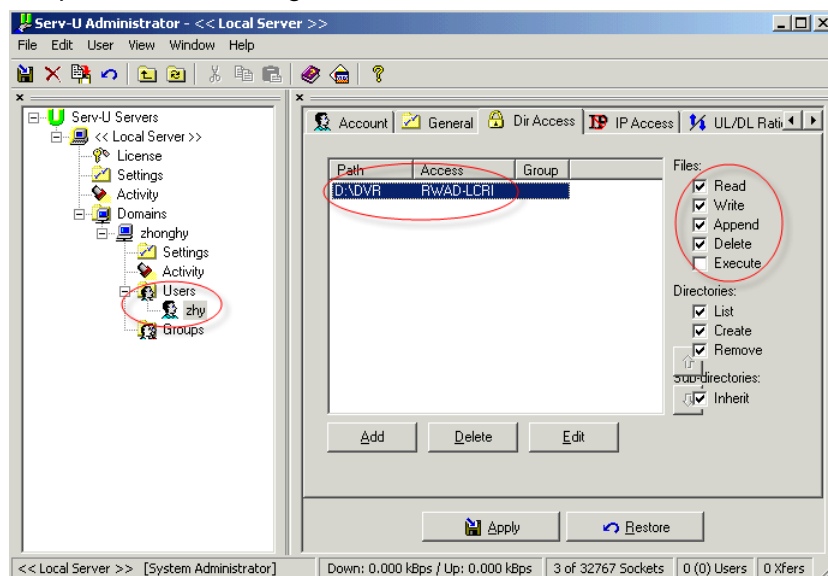 Serv-U Administrator - << Local Server >>
File Edit User View Window Help
Serv-U Servers
<< Local Server >>
License
Settings
Activity
Domains
zhonghy
Settings
Activity
Users
zhy
Groups
Account General Dir Access IP Access UL/DL Rati
Path Access Group
D:\DVR RWAD-LCRI
Files:
Read
Write
Append
Delete
Execute
Directories:
List
Create
Remove
Sub-directories:
Inherit
Add Delete Edit
Apply Restore
<< Local Server >> [System Administrator] Down: 0.000 kBps / Up: 0.000 kBps 3 of 32767 Sockets 0 (0) Users 0 Xfers